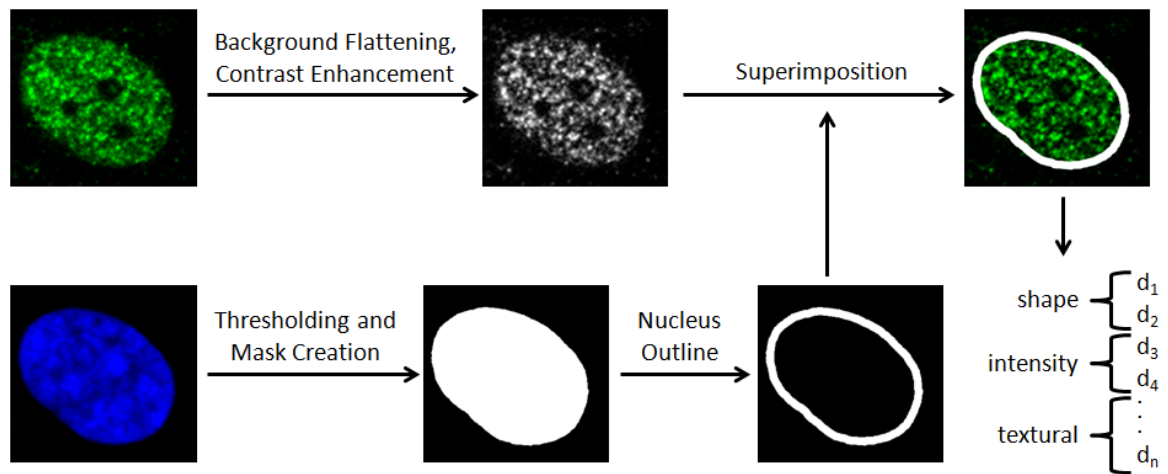 Background Flattening,
Contrast Enhancement
Superimposition
Thresholding and
Mask Creation
Nucleus
Outline
shape
d1
d2
intensity
d3
d4
textural
.
.
.
dn